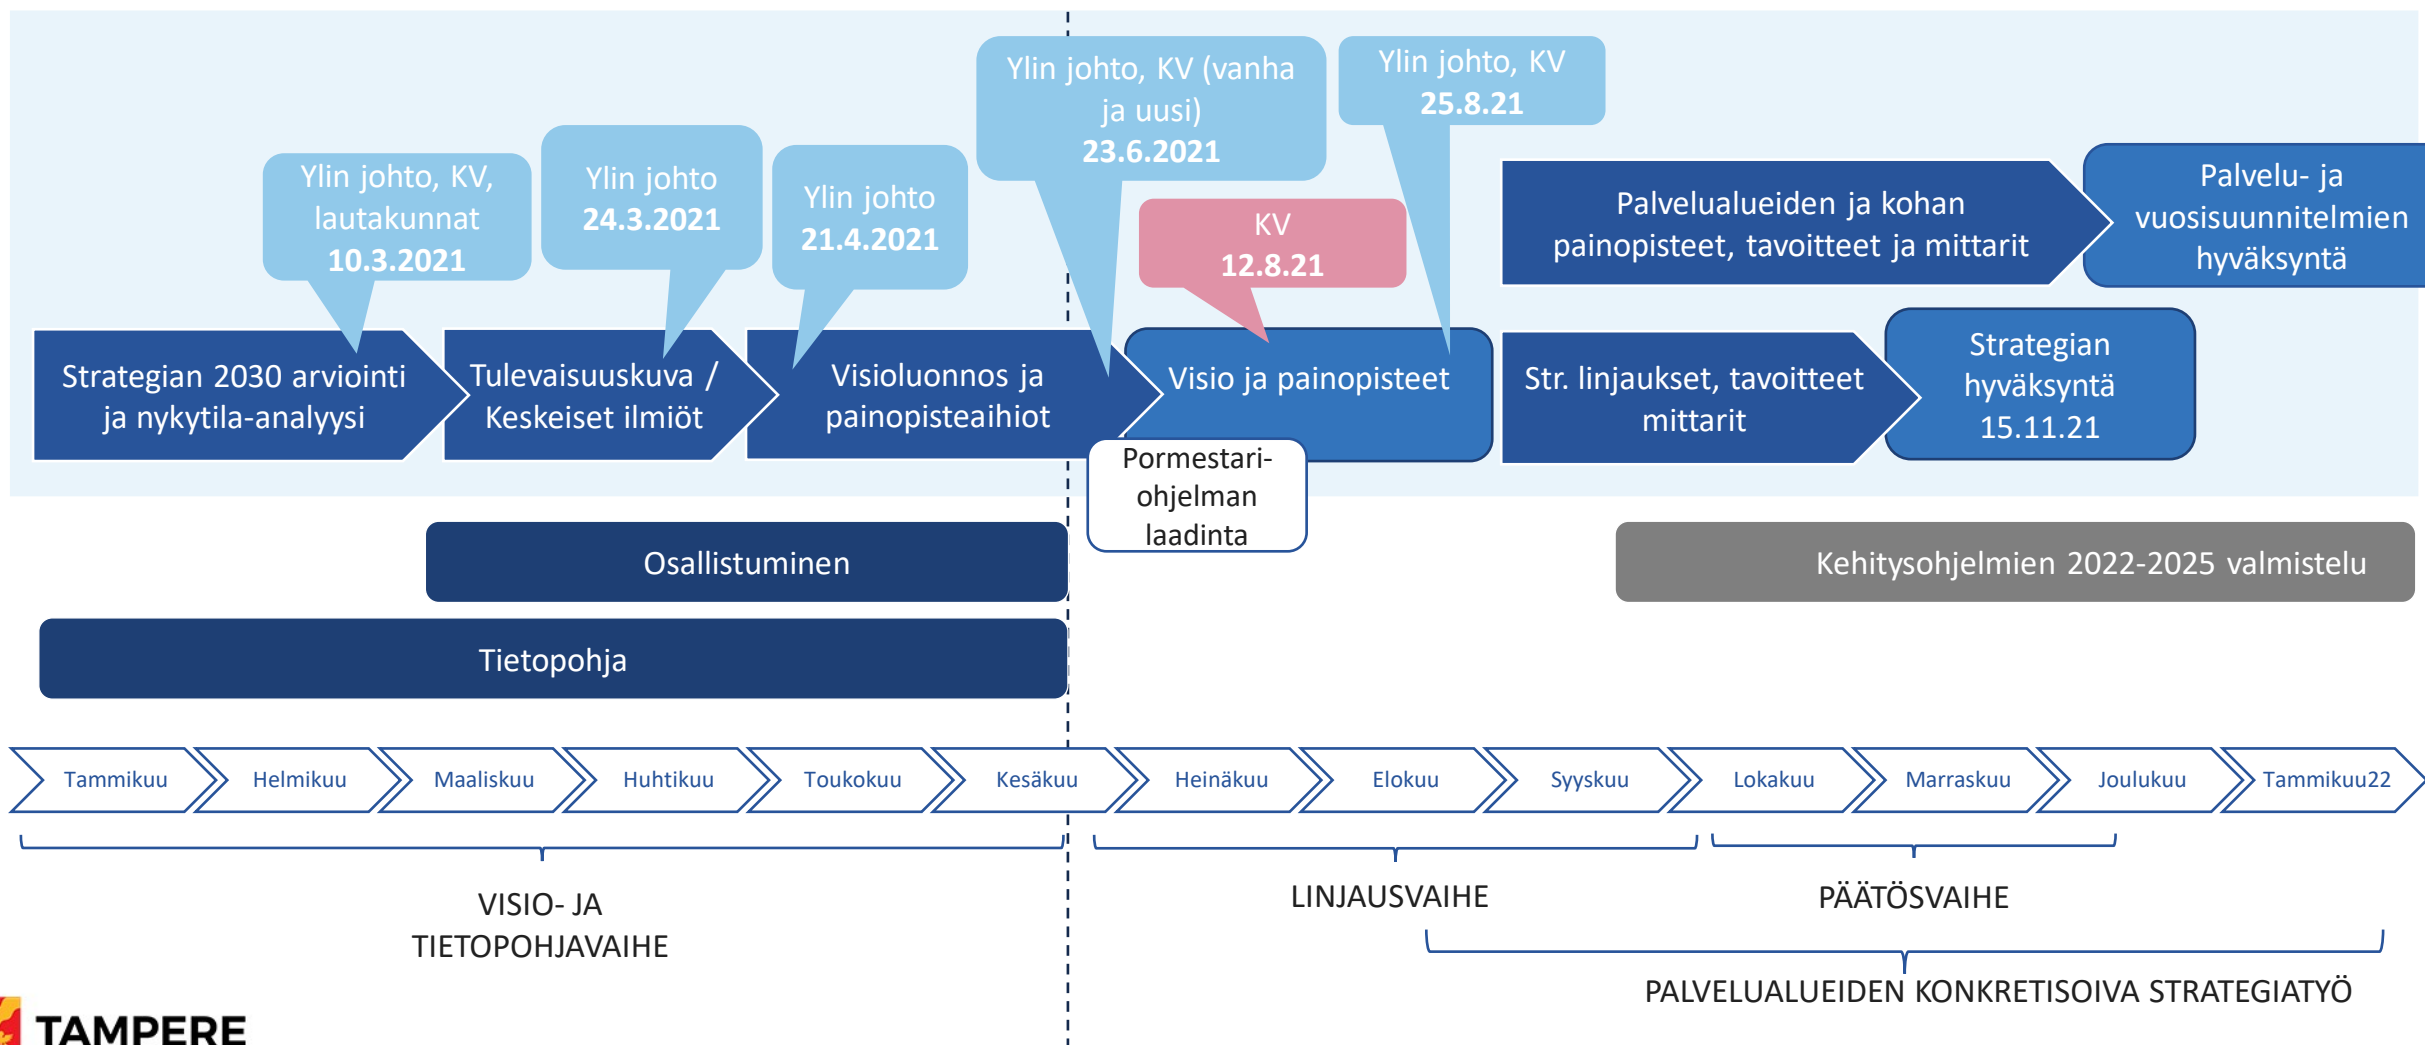 Ylin johto, KV,
lautakunnat
10.3.2021
Ylin johto
24.3.2021
Ylin johto
21.4.2021
Ylin johto, KV (vanha
ja uusi)
23.6.2021
KV
12.8.21
Ylin johto, KV
25.8.21
Palvelualueiden ja kohan
painopisteet, tavoitteet ja mittarit
Palvelu- ja
vuosisuunnitelmien
hyväksyntä
Strategian 2030 arviointi
ja nykytila-analyysi
Tulevaisuuskuva /
Keskeiset ilmiöt
Visioluonnos ja
painopisteaihiot
Visio ja painopisteet
Str. linjaukset, tavoitteet
mittarit
Strategian
hyväksyntä
15.11.21
Pormestari-
ohjelman
laadinta
Osallistuminen
Kehitysohjelmien 2022-2025 valmistelu
Tietopohja
Tammikuu
Helmikuu
Maaliskuu
Huhtikuu
Toukokuu
Kesäkuu
Heinäkuu
Elokuu
Syyskuu
Lokakuu
Marraskuu
Joulukuu
Tammikuu22
VISIO- JA
TIETOPOHJAVAIHE
LINJAUSVAIHE
PÄÄTÖSVAIHE
PALVELUALUEIDEN KONKRETISOIVA STRATEGIATYÖ
TAMPERE